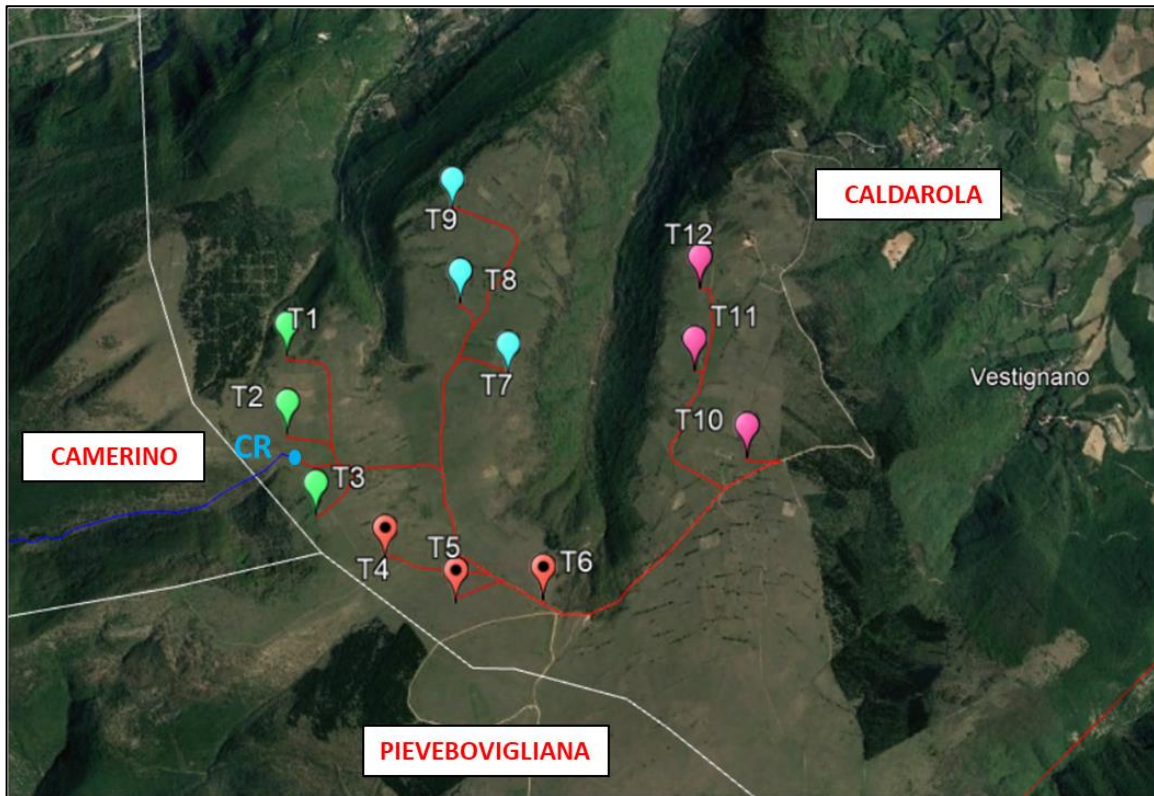 CALDAROLA
T9
T12
T8
T1
T11
T7
Vestignano
T2
T10
CR
CAMERINO
T3
T4
T5
T6
PIEVEBOVIGLIANA